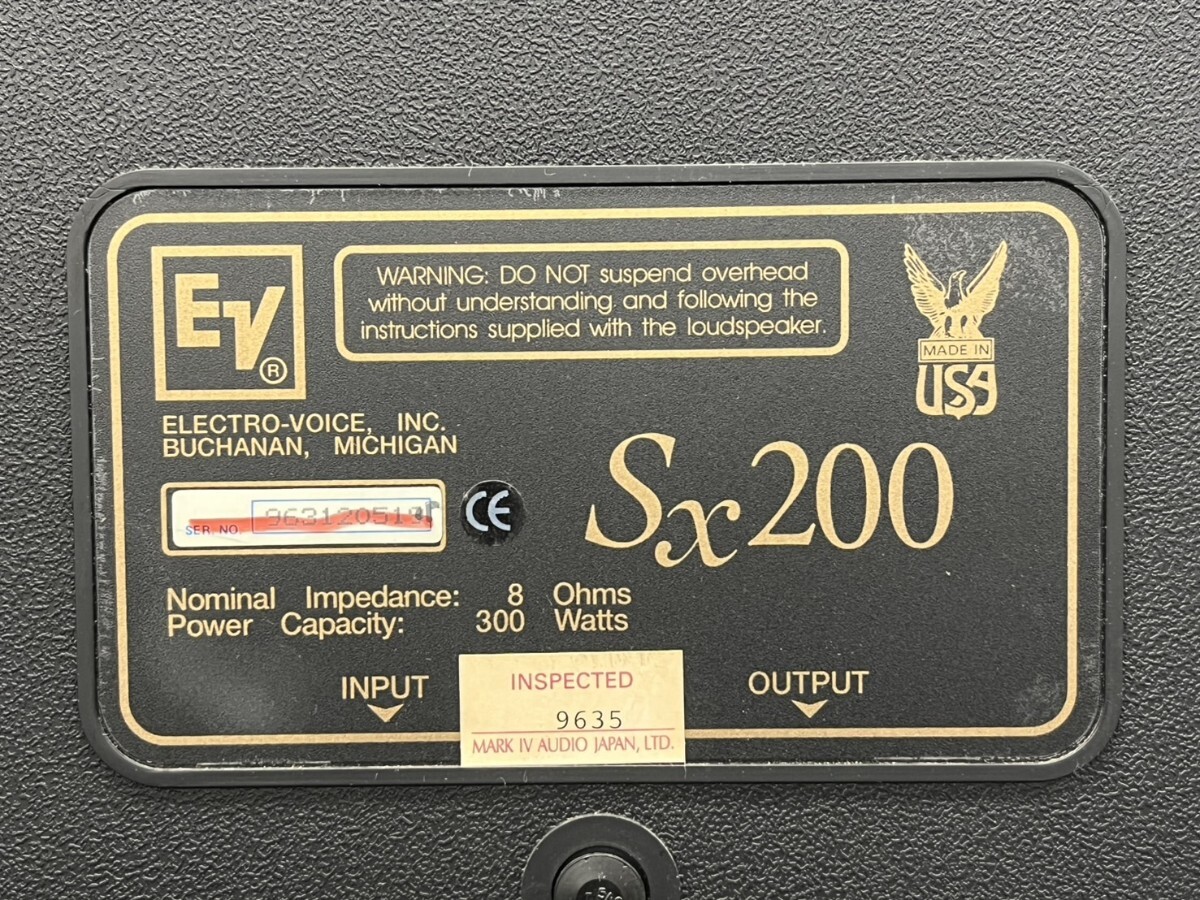 EV
®
WARNING: DO NOT suspend overhead
without understanding and following the
instructions supplied with the loudspeaker.
MADE IN
USA
ELECTRO-VOICE, INC.
BUCHANAN, MICHIGAN
SER. NO.
CE
Sx200
Nominal Impedance: 8 Ohms
Power Capacity: 300 Watts
INPUT
OUTPUT
INSPECTED
9635
MARK IV AUDIO JAPAN, LTD.